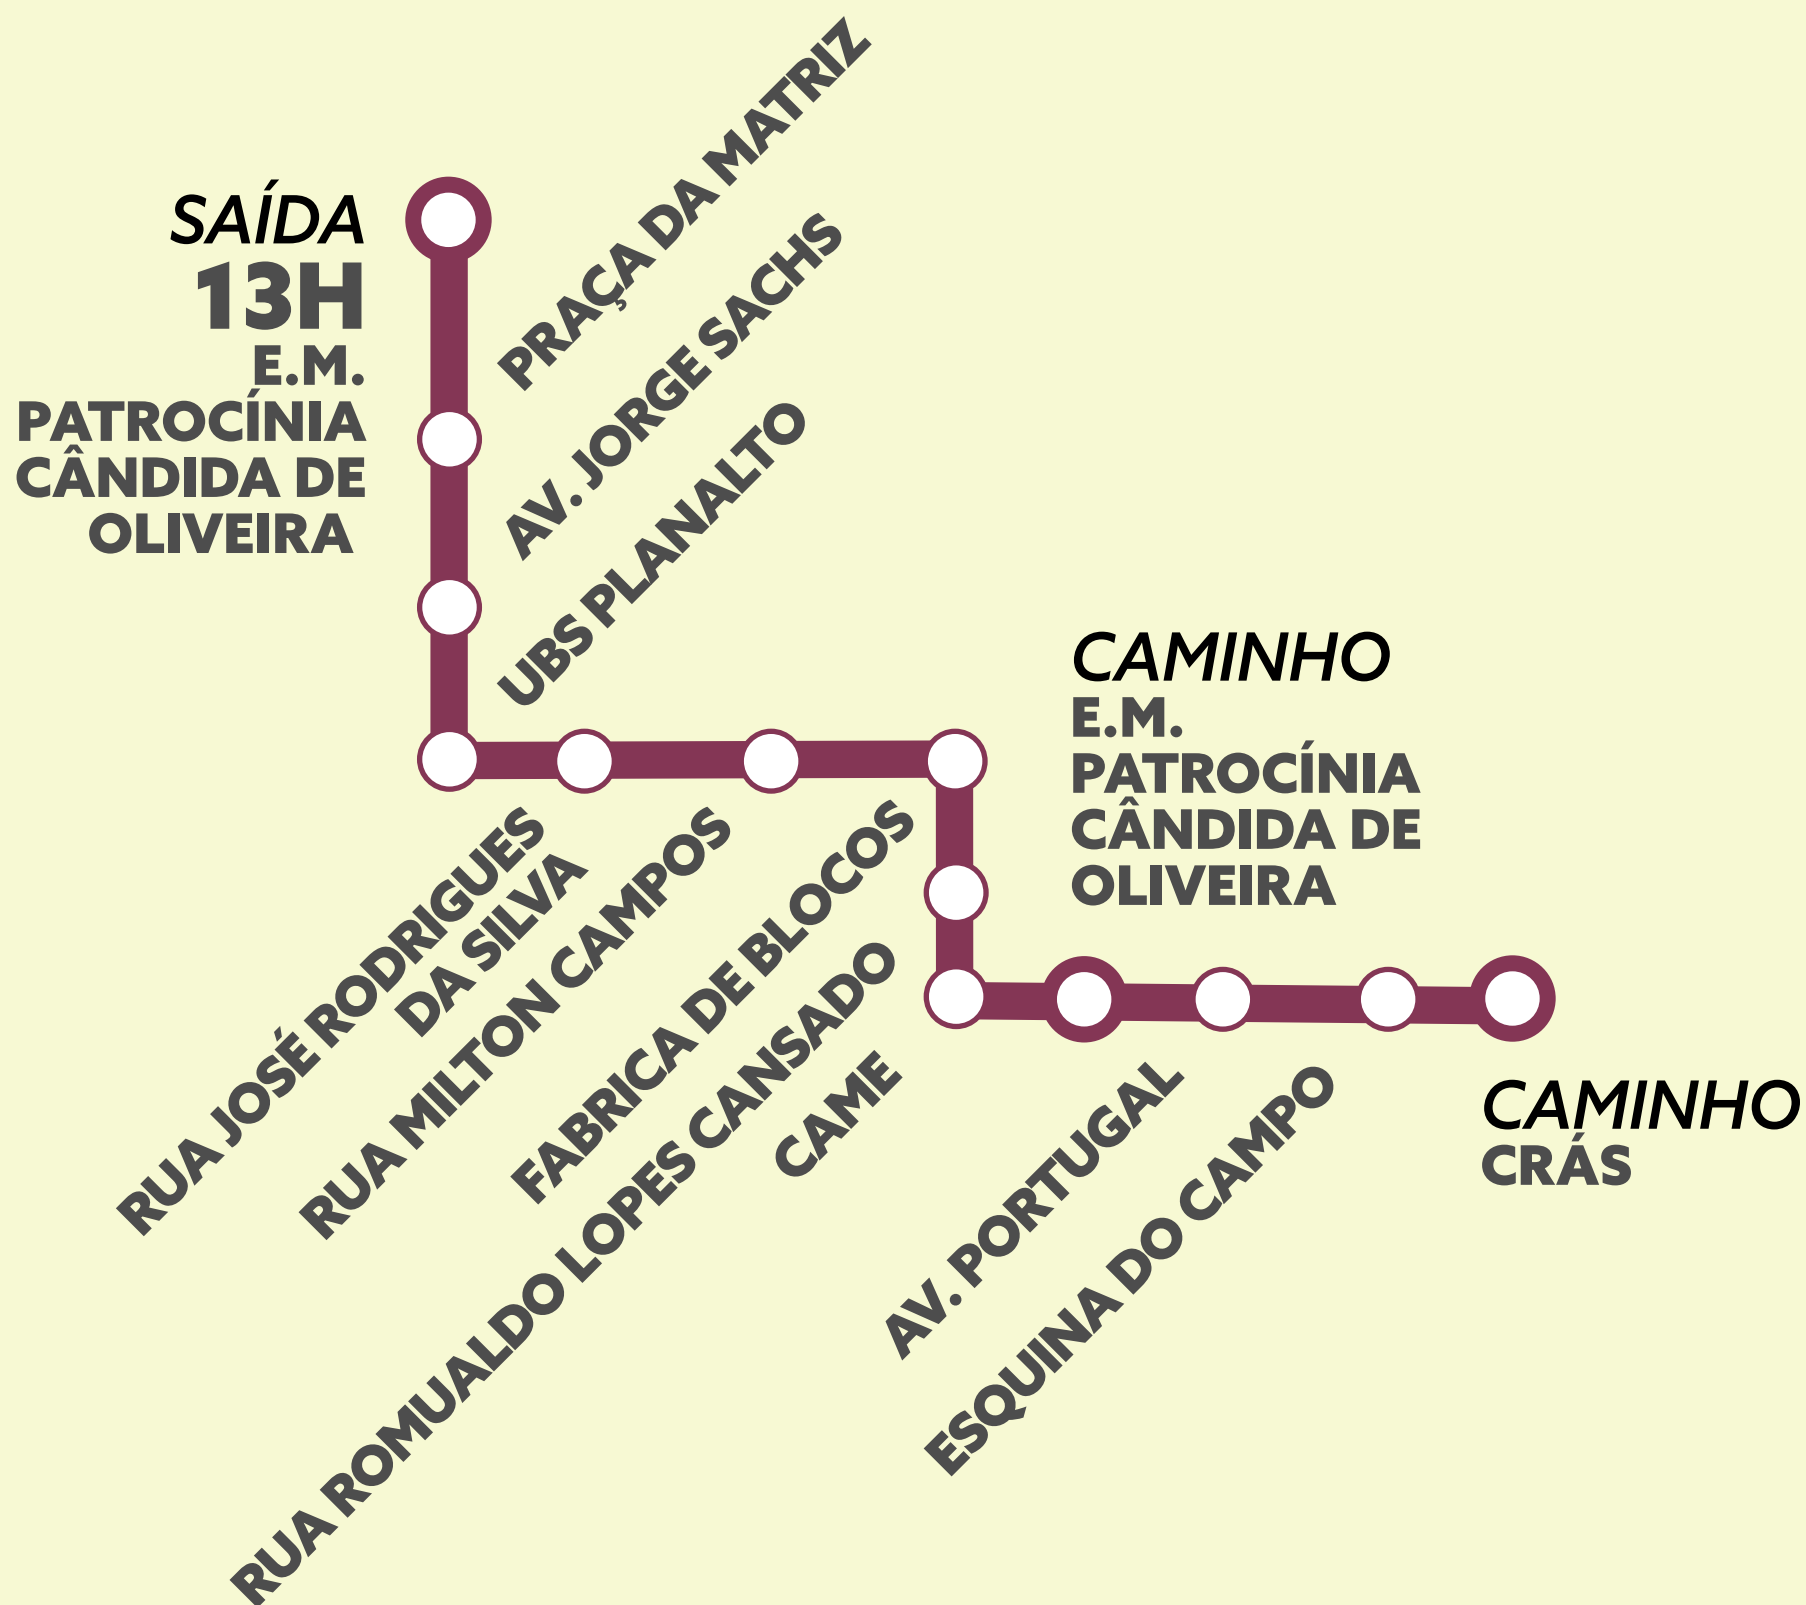 SAÍDA
13H
E.M.
PATROCÍNIA
CÂNDIDA DE
OLIVEIRA
PRAÇA DA MATRIZ
AV. JORGE SACHS
UBS PLANALTO
RUA JOSÉ RODRIGUES
DA SILVA
RUA MILTON CAMPOS
FABRICA DE BLOCOS
RUA ROMUALDO LOPES CANSADO
CAME
CAMINHO
E.M.
PATROCÍNIA
CÂNDIDA DE
OLIVEIRA
AV. PORTUGAL
ESQUINA DO CAMPO
CAMINHO
CRÁS